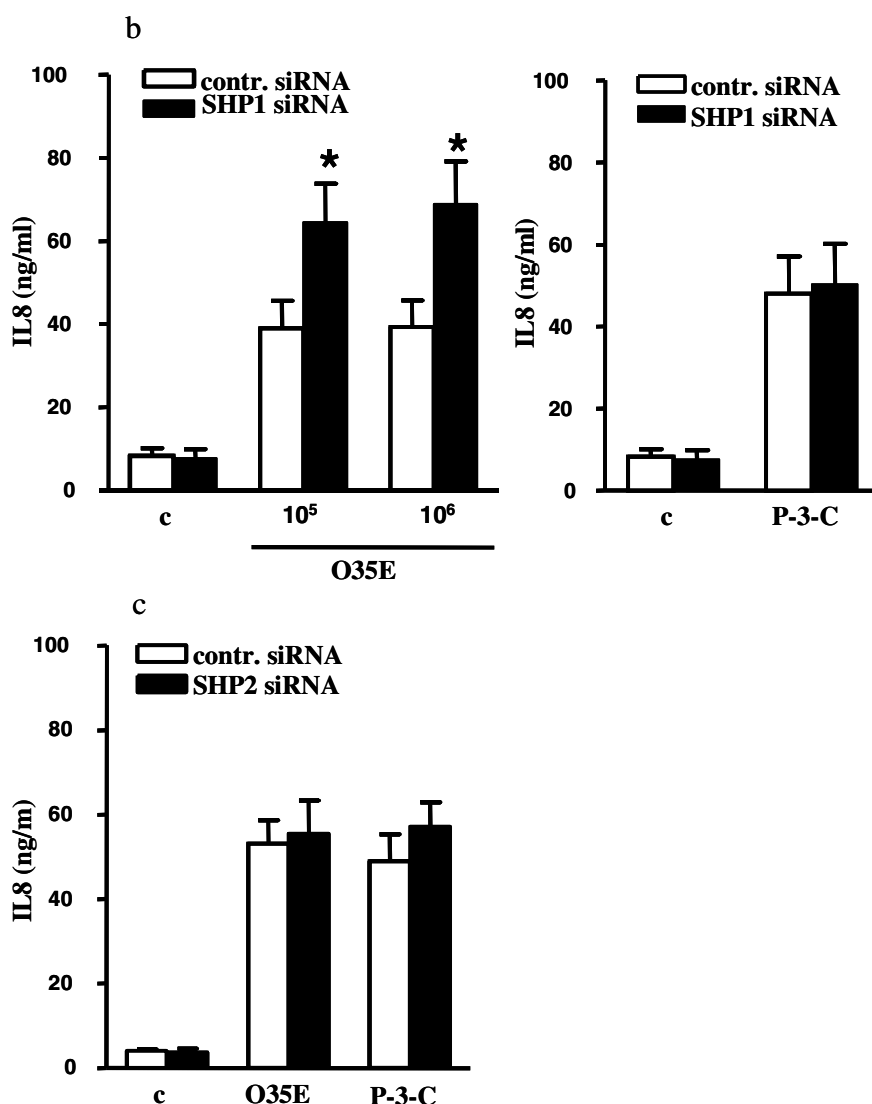 b
100
80
60
40
20
0
IL8 (ng/ml)
contr. siRNA
SHP1 siRNA
*
*
c
10⁵
10⁶
O35E
100
80
60
40
20
0
IL8 (ng/ml)
contr. siRNA
SHP1 siRNA
c
P-3-C
c
100
80
60
40
20
0
IL8 (ng/m)
contr. siRNA
SHP2 siRNA
c
O35E
P-3-C